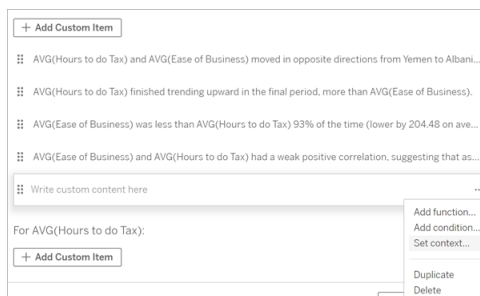 + Add Custom Item
AVG(Hours to do Tax) and AVG(Ease of Business) moved in opposite directions from Yemen to Albani...
AVG(Hours to do Tax) finished trending upward in the final period, more than AVG(Ease of Business).
AVG(Ease of Business) was less than AVG(Hours to do Tax) 93% of the time (lower by 204.48 on ave...
AVG(Ease of Business) and AVG(Hours to do Tax) had a weak positive correlation, suggesting that as...
Write custom content here
Add function...
Add condition...
Set context...
Duplicate
Delete
For AVG(Hours to do Tax):
+ Add Custom Item